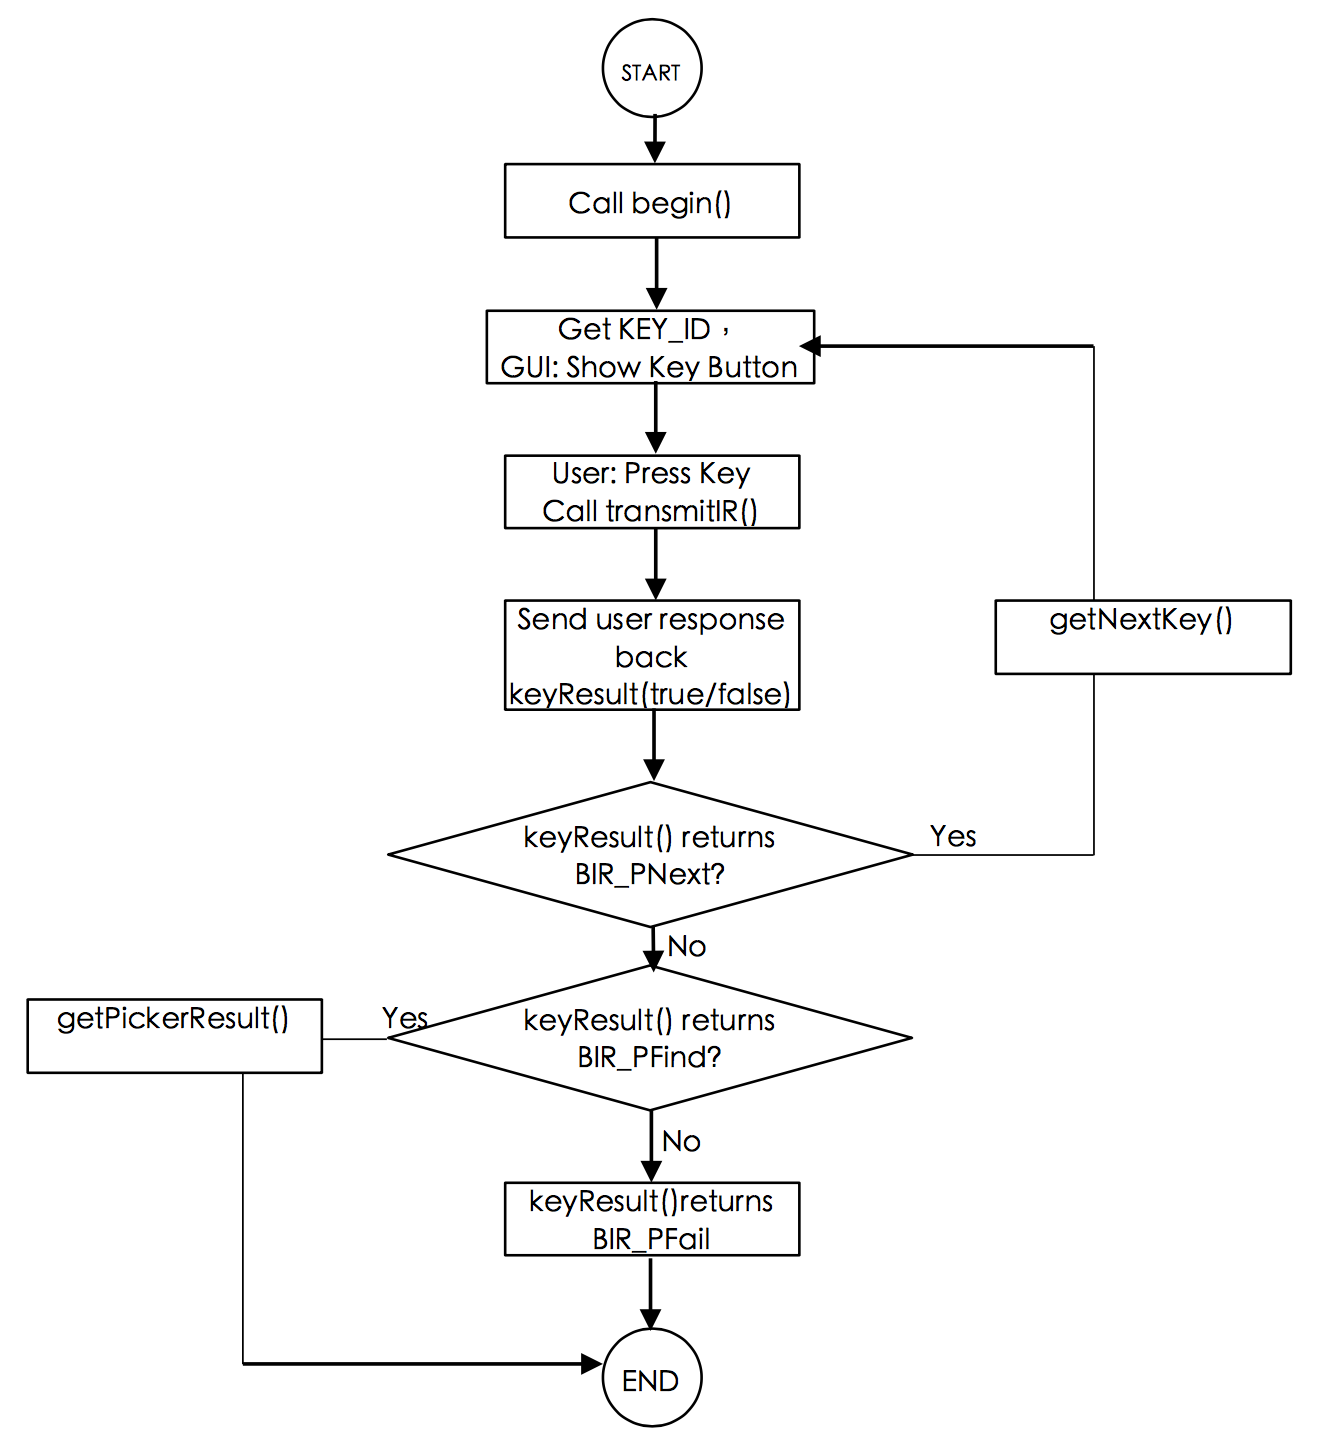 START
Call begin()
Get KEY_ID，
GUI: Show Key Button
User: Press Key
Call transmitIR()
Send user response
back
keyResult(true/false)
getNextKey()
keyResult() returns
BIR_PNext?
Yes
No
getPickerResult()
Yes
keyResult() returns
BIR_PFind?
No
keyResult()returns
BIR_PFail
END